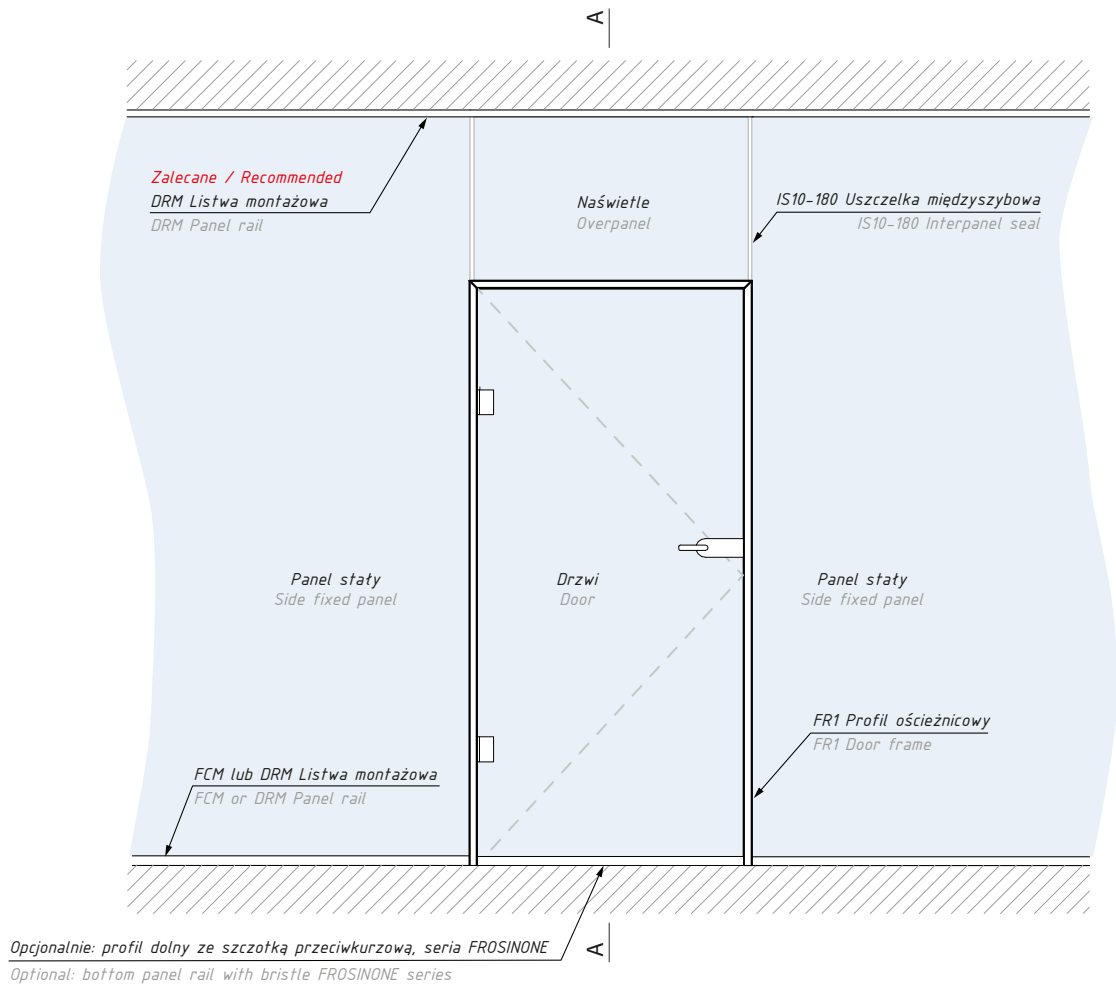 A
Zalecane / Recommended
DRM Listwa montażowa
DRM Panel rail
Naświetle
Overpanel
IS10-180 Uszczelka międzyszybowa
IS10-180 Interpanel seal
Panel stały
Side fixed panel
Drzwi
Door
Panel stały
Side fixed panel
FR1 Profil ościeżnicowy
FR1 Door frame
FCM lub DRM Listwa montażowa
FCM or DRM Panel rail
Opcjonalnie: profil dolny ze szczotką przeciwkurzową, seria FROSINONE
Optional: bottom panel rail with bristle FROSINONE series
A